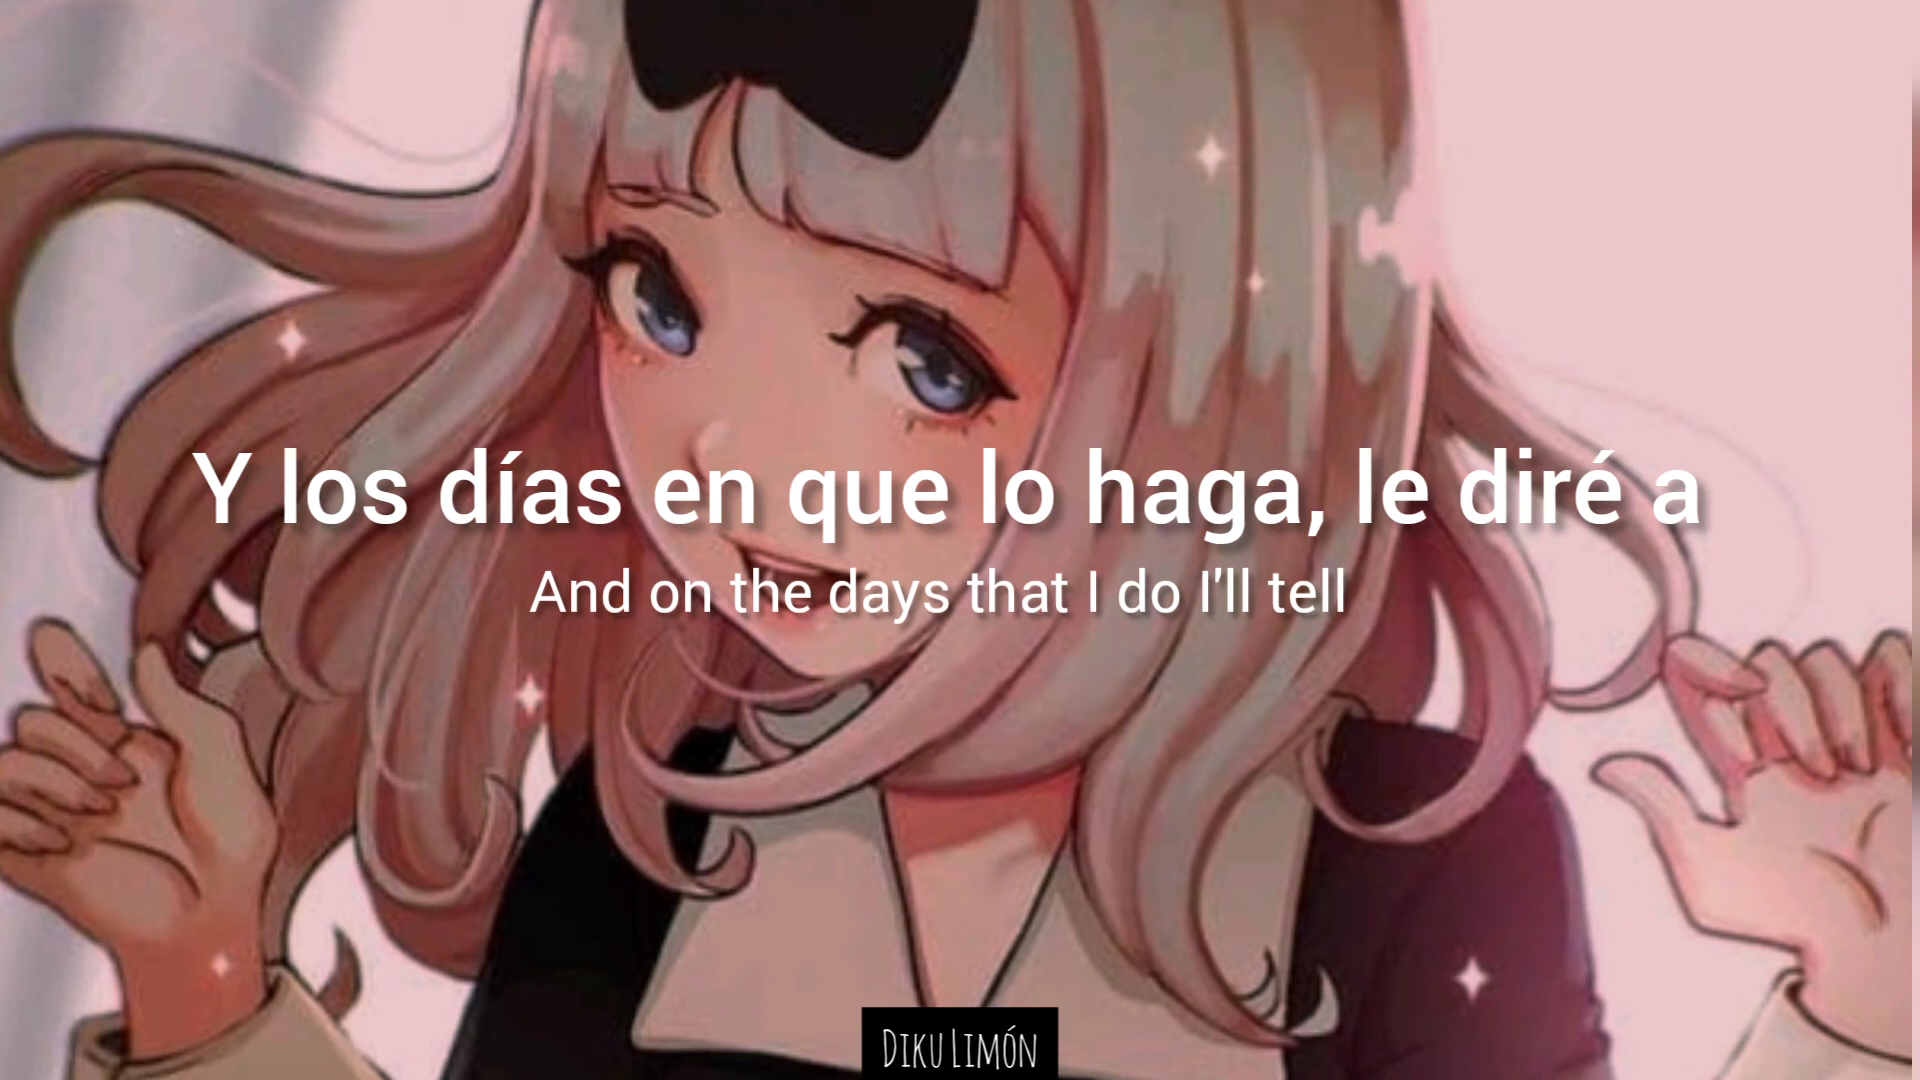 Y los días en que lo haga, le diré a
And on the days that I do I'll tell
DIKU LIMÓN